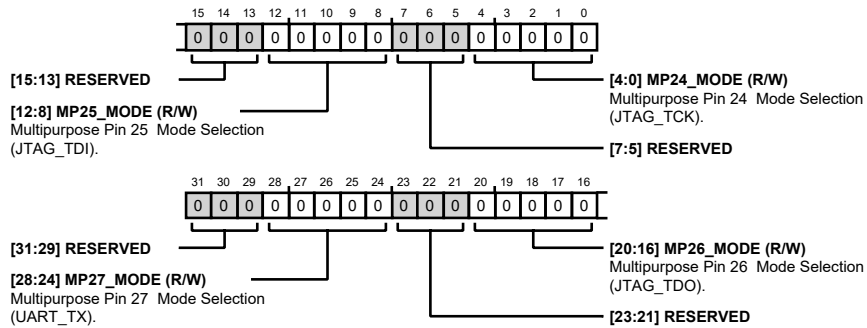 15 14 13 12 11 10 9 8 7 6 5 4 3 2 1 0
0 0 0 0 0 0 0 0 0 0 0 0 0 0 0 0
[15:13] RESERVED
[12:8] MP25_MODE (R/W)
Multipurpose Pin 25 Mode Selection
(JTAG_TDI).
[4:0] MP24_MODE (R/W)
Multipurpose Pin 24 Mode Selection
(JTAG_TCK).
[7:5] RESERVED
31 30 29 28 27 26 25 24 23 22 21 20 19 18 17 16
0 0 0 0 0 0 0 0 0 0 0 0 0 0 0 0
[31:29] RESERVED
[28:24] MP27_MODE (R/W)
Multipurpose Pin 27 Mode Selection
(UART_TX).
[20:16] MP26_MODE (R/W)
Multipurpose Pin 26 Mode Selection
(JTAG_TDO).
[23:21] RESERVED